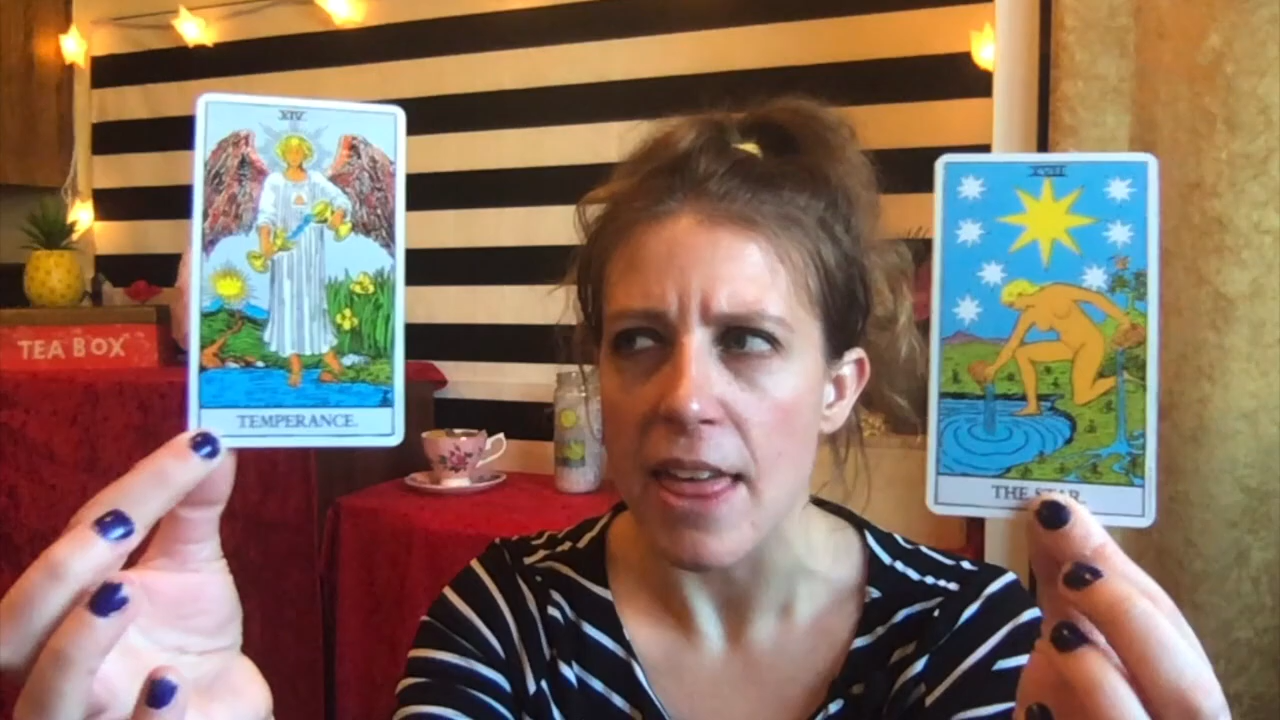 XIV
TEMPERANCE.
XVII
THE STAR.
TEA BOX